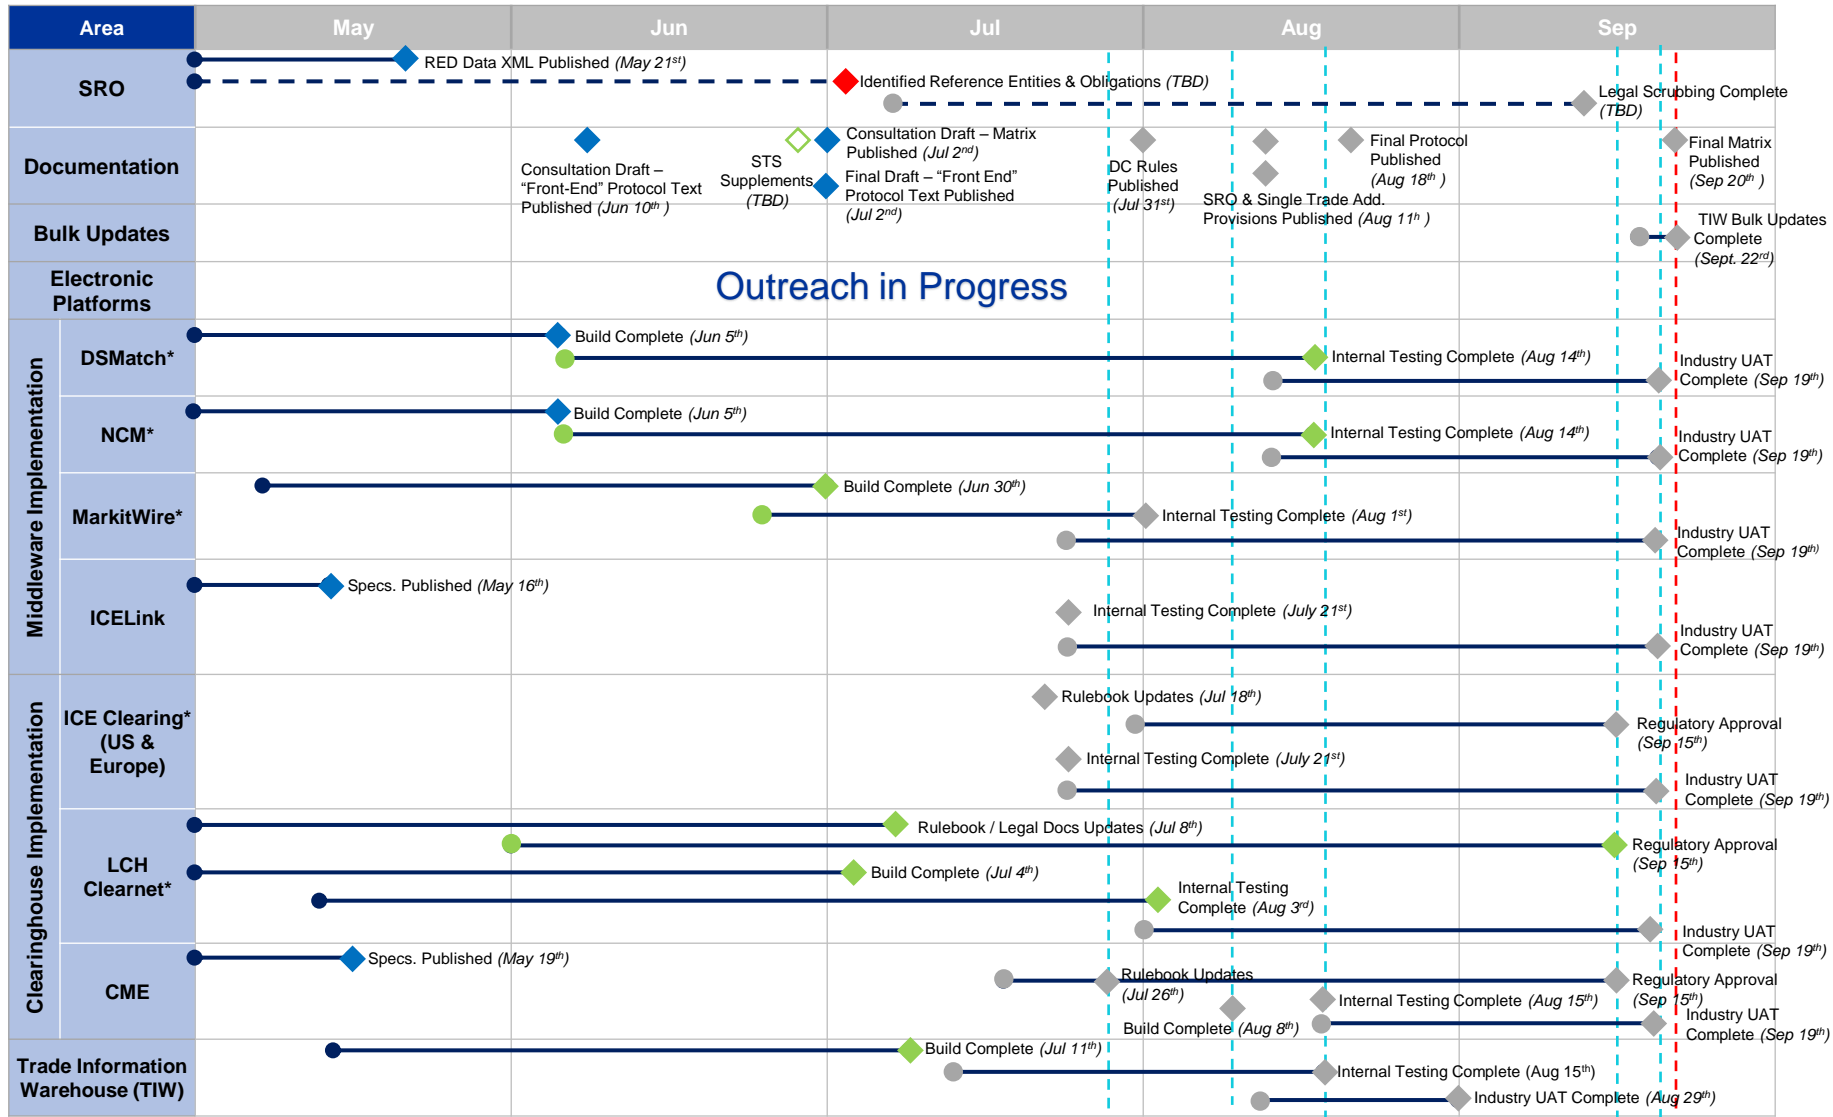 Area
May
Jun
Jul
Aug
Sep
SRO
RED Data XML Published (May 21st)
Identified Reference Entities & Obligations (TBD)
Legal Scrubbing Complete
(TBD)
Documentation
Consultation Draft –
“Front-End” Protocol Text
Published (Jun 10th )
STS
Supplements
(TBD)
Consultation Draft – Matrix
Published (Jul 2nd)
Final Draft – “Front End”
Protocol Text Published
(Jul 2nd)
DC Rules
Published
(Jul 31st)
SRO & Single Trade Add.
Provisions Published (Aug 11h )
Final Protocol
Published
(Aug 18th )
Final Matrix
Published
(Sep 20th )
Bulk Updates
TIW Bulk Updates
Complete
(Sept. 22rd)
Electronic
Platforms
Outreach in Progress
Middleware Implementation
DSMatch*
Build Complete (Jun 5th)
Internal Testing Complete (Aug 14th)
Industry UAT
Complete (Sep 19th)
NCM*
Build Complete (Jun 5th)
Internal Testing Complete (Aug 14th)
Industry UAT
Complete (Sep 19th)
MarkitWire*
Build Complete (Jun 30th)
Internal Testing Complete (Aug 1st)
Industry UAT
Complete (Sep 19th)
ICELink
Specs. Published (May 16th)
Internal Testing Complete (July 21st)
Industry UAT
Complete (Sep 19th)
Clearinghouse Implementation
ICE Clearing*
(US &
Europe)
Rulebook Updates (Jul 18th)
Regulatory Approval
(Sep 15th)
Internal Testing Complete (July 21st)
Industry UAT
Complete (Sep 19th)
LCH
Clearnet*
Rulebook / Legal Docs Updates (Jul 8th)
Regulatory Approval
(Sep 15th)
Build Complete (Jul 4th)
Internal Testing
Complete (Aug 3rd)
Industry UAT
Complete (Sep 19th)
CME
Specs. Published (May 19th)
Rulebook Updates
(Jul 26th)
Regulatory Approval
(Sep 15th)
Build Complete (Aug 8th)
Internal Testing Complete (Aug 15th)
Industry UAT
Complete (Sep 19th)
Trade Information
Warehouse (TIW)
Build Complete (Jul 11th)
Internal Testing Complete (Aug 15th)
Industry UAT Complete (Aug 29th)